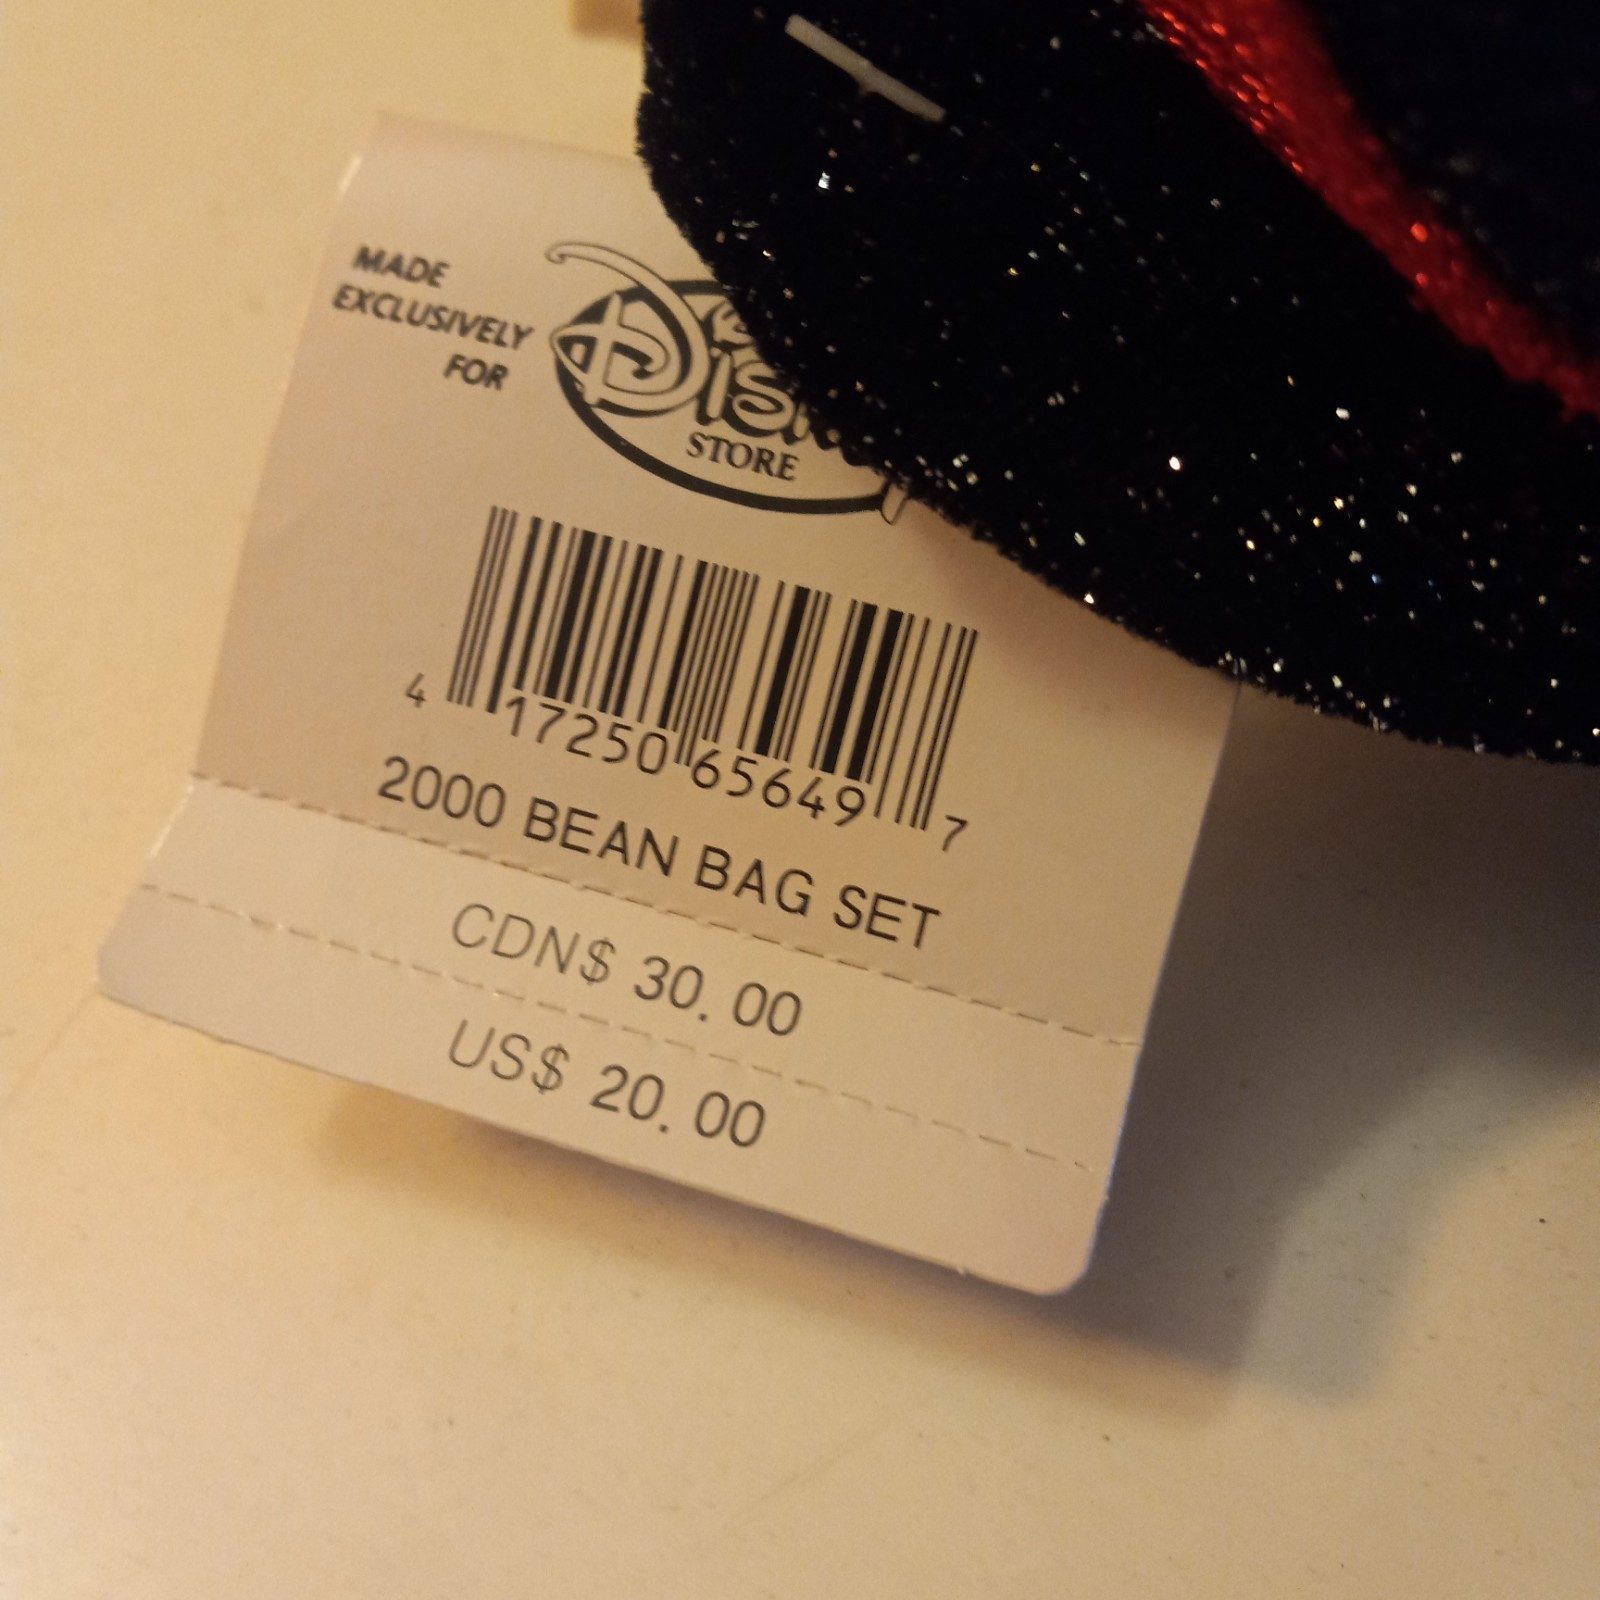 MADE
EXCLUSIVELY
FOR
STORE
4 17250 65649 7
2000 BEAN BAG SET
CDN$ 30.00
US$ 20.00